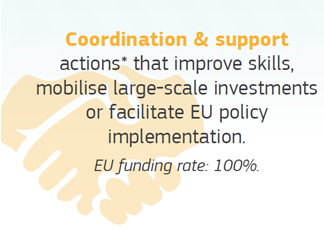 Coordination & support
actions* that improve skills,
mobilise large-scale investments
or facilitate EU policy
implementation.
EU funding rate: 100%.